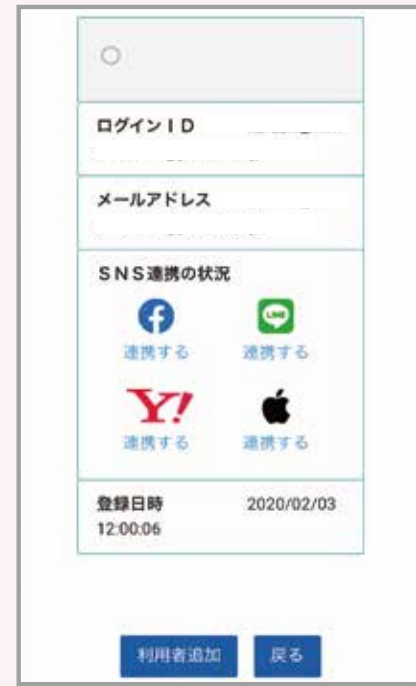 ログインID
メールアドレス
SNS連携の状況
LINE
連携する 連携する
Y!
連携する 連携する
登録日時 2020/02/03
12:00:06
利用者追加 戻る